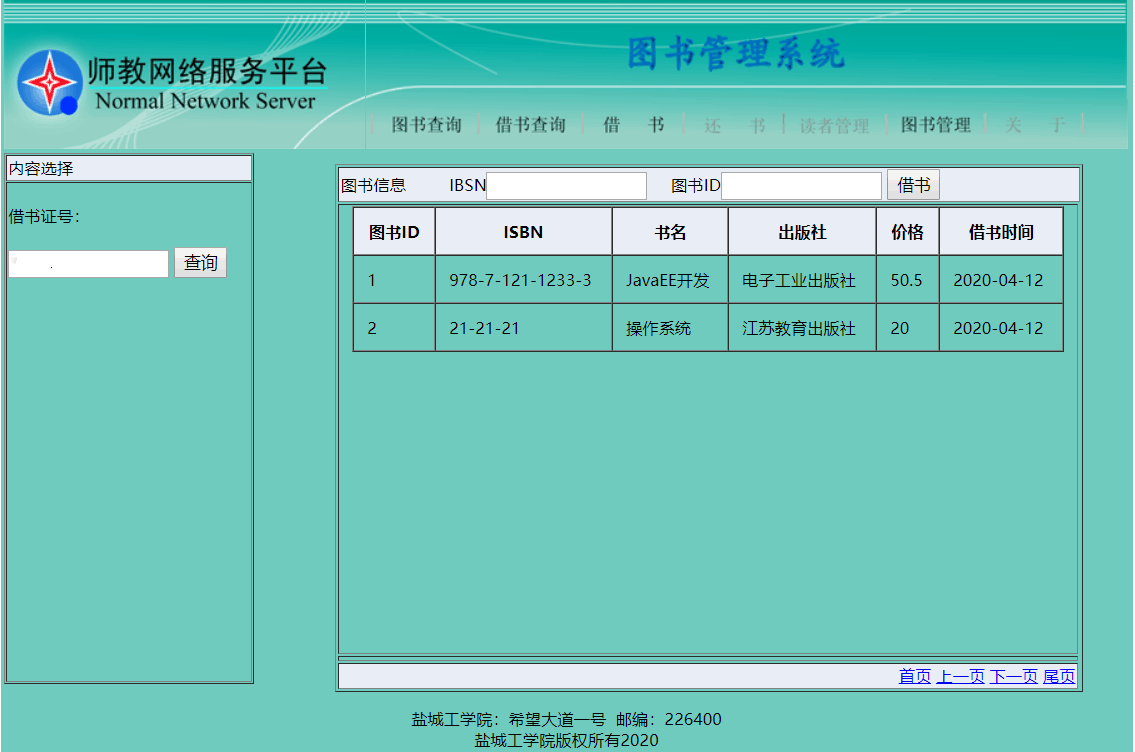 图书管理系统
师教网络服务平台
Normal Network Server
图书查询 借书查询 借 书 还 书 读者管理 图书管理 关 于
内容选择
借书证号：
查询
图书信息 IBSN 图书ID 借书
图书ID ISBN 书名 出版社 价格 借书时间
1 978-7-121-1233-3 JavaEE开发 电子工业出版社 50.5 2020-04-12
2 21-21-21 操作系统 江苏教育出版社 20 2020-04-12
首页 上一页 下一页 尾页
盐城工学院：希望大道一号 邮编：226400
盐城工学院版权所有2020